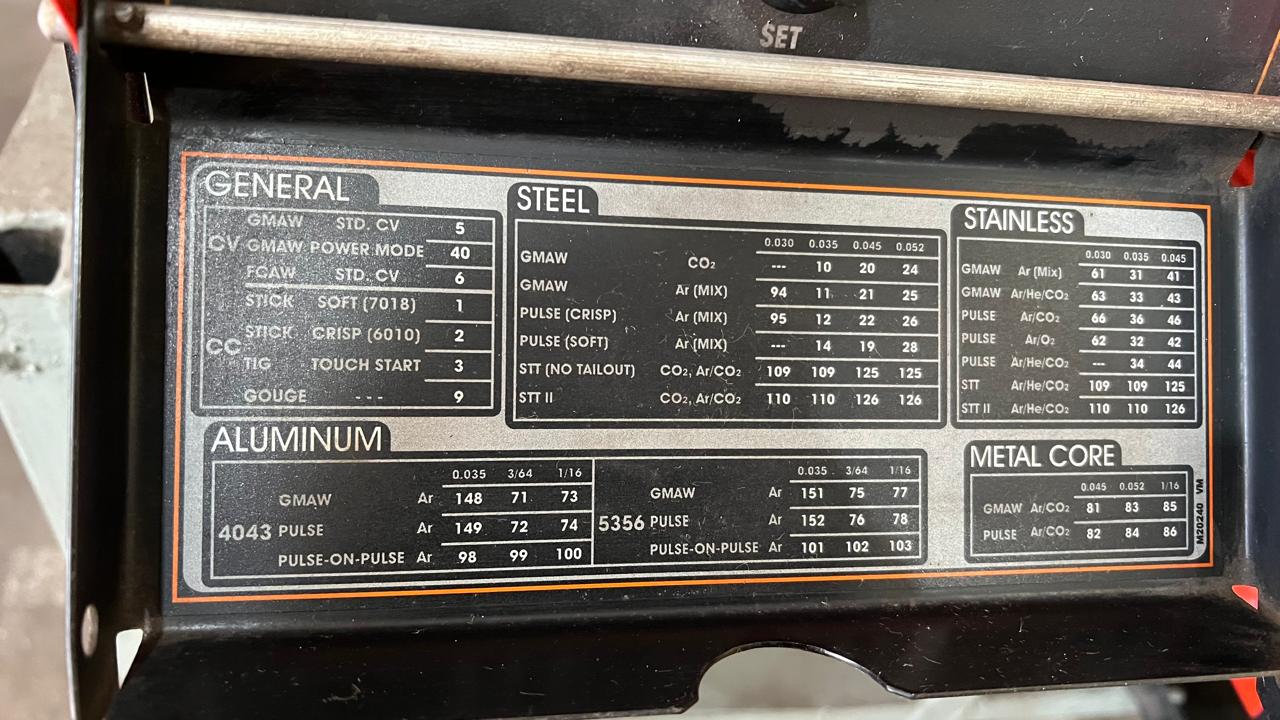 SET
GENERAL
CV GMAW STD. CV 5
GMAW POWER MODE 40
FCAW STD. CV 6
CC STICK SOFT (7018) 1
STICK CRISP (6010) 2
TIG TOUCH START 3
GOUGE --- 9
STEEL
0.030 0.035 0.045 0.052
GMAW CO₂ --- 10 20 24
GMAW Ar (MIX) 94 11 21 25
PULSE (CRISP) Ar (MIX) 95 12 22 26
PULSE (SOFT) Ar (MIX) --- 14 19 28
STT (NO TAILOUT) CO₂, Ar/CO₂ 109 109 125 125
STT II CO₂, Ar/CO₂ 110 110 126 126
STAINLESS
0.030 0.035 0.045
GMAW Ar (Mix) 61 31 41
GMAW Ar/He/CO₂ 63 33 43
PULSE Ar/CO₂ 66 36 46
PULSE Ar/O₂ 62 32 42
PULSE Ar/He/CO₂ --- 34 44
STT Ar/He/CO₂ 109 109 125
STT II Ar/He/CO₂ 110 110 126
ALUMINUM
0.035 3/64 1/16
4043
GMAW Ar 148 71 73
PULSE Ar 149 72 74
PULSE-ON-PULSE Ar 98 99 100
0.035 3/64 1/16
5356
GMAW Ar 151 75 77
PULSE Ar 152 76 78
PULSE-ON-PULSE Ar 101 102 103
METAL CORE
0.045 0.052 1/16
GMAW Ar/CO₂ 81 83 85
PULSE Ar/CO₂ 82 84 86
M20240 VM